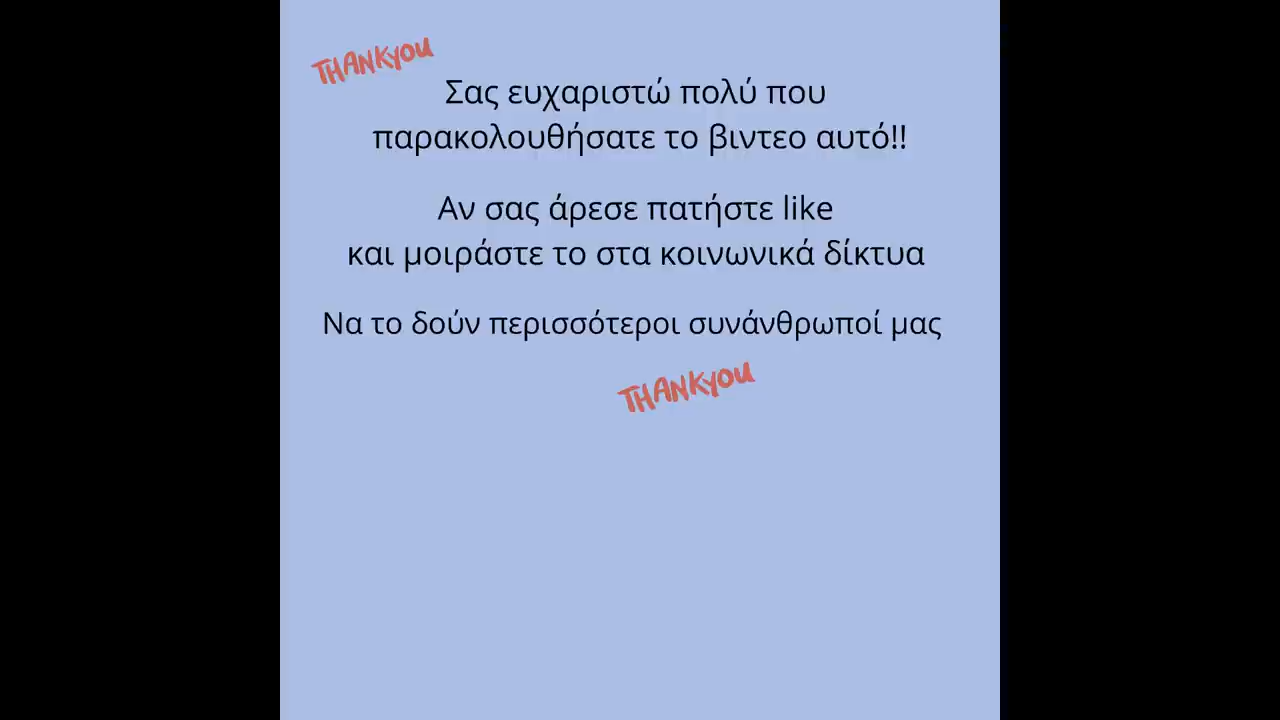 THANKYOU
Σας ευχαριστώ πολύ που
παρακολουθήσατε το βιντεο αυτό!!
Αν σας άρεσε πατήστε like
και μοιράστε το στα κοινωνικά δίκτυα
Να το δούν περισσότεροι συνάνθρωποί μας
THANKYOU